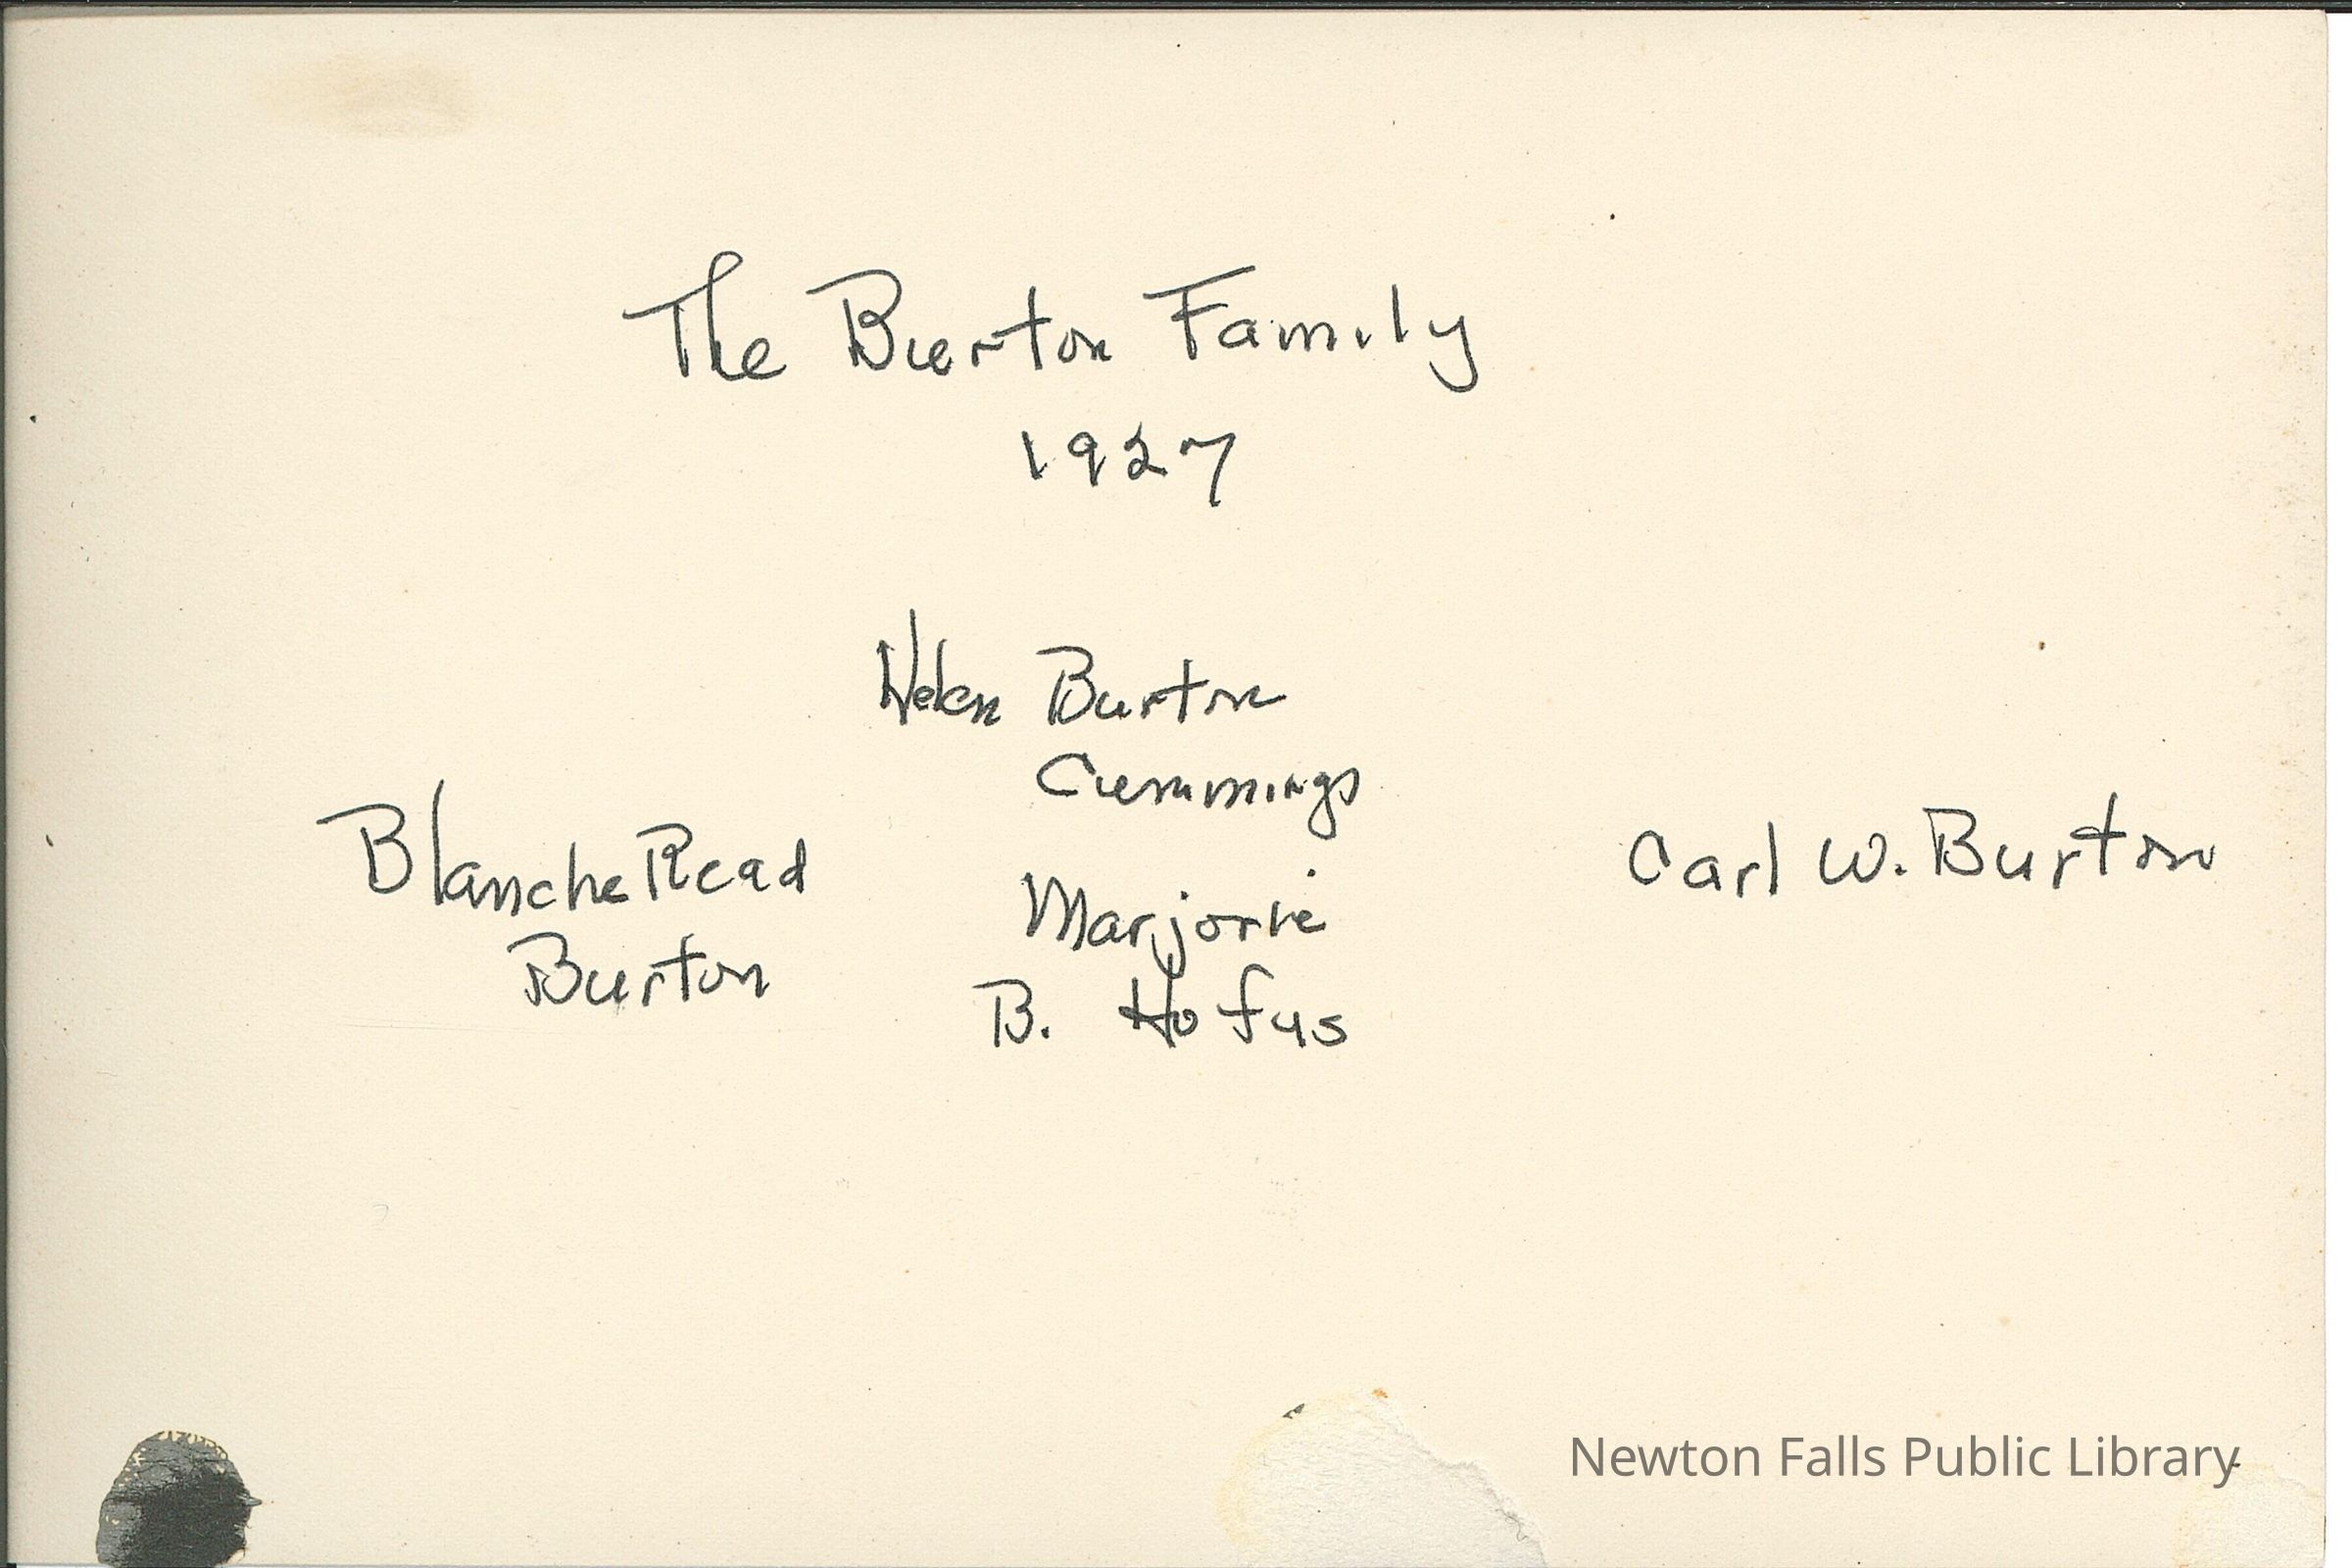 The Burton Family
1927
Helen Burton
Cummings
Blanche Read
Burton
Marjorie
B. Hofus
Carl W. Burton
Newton Falls Public Library